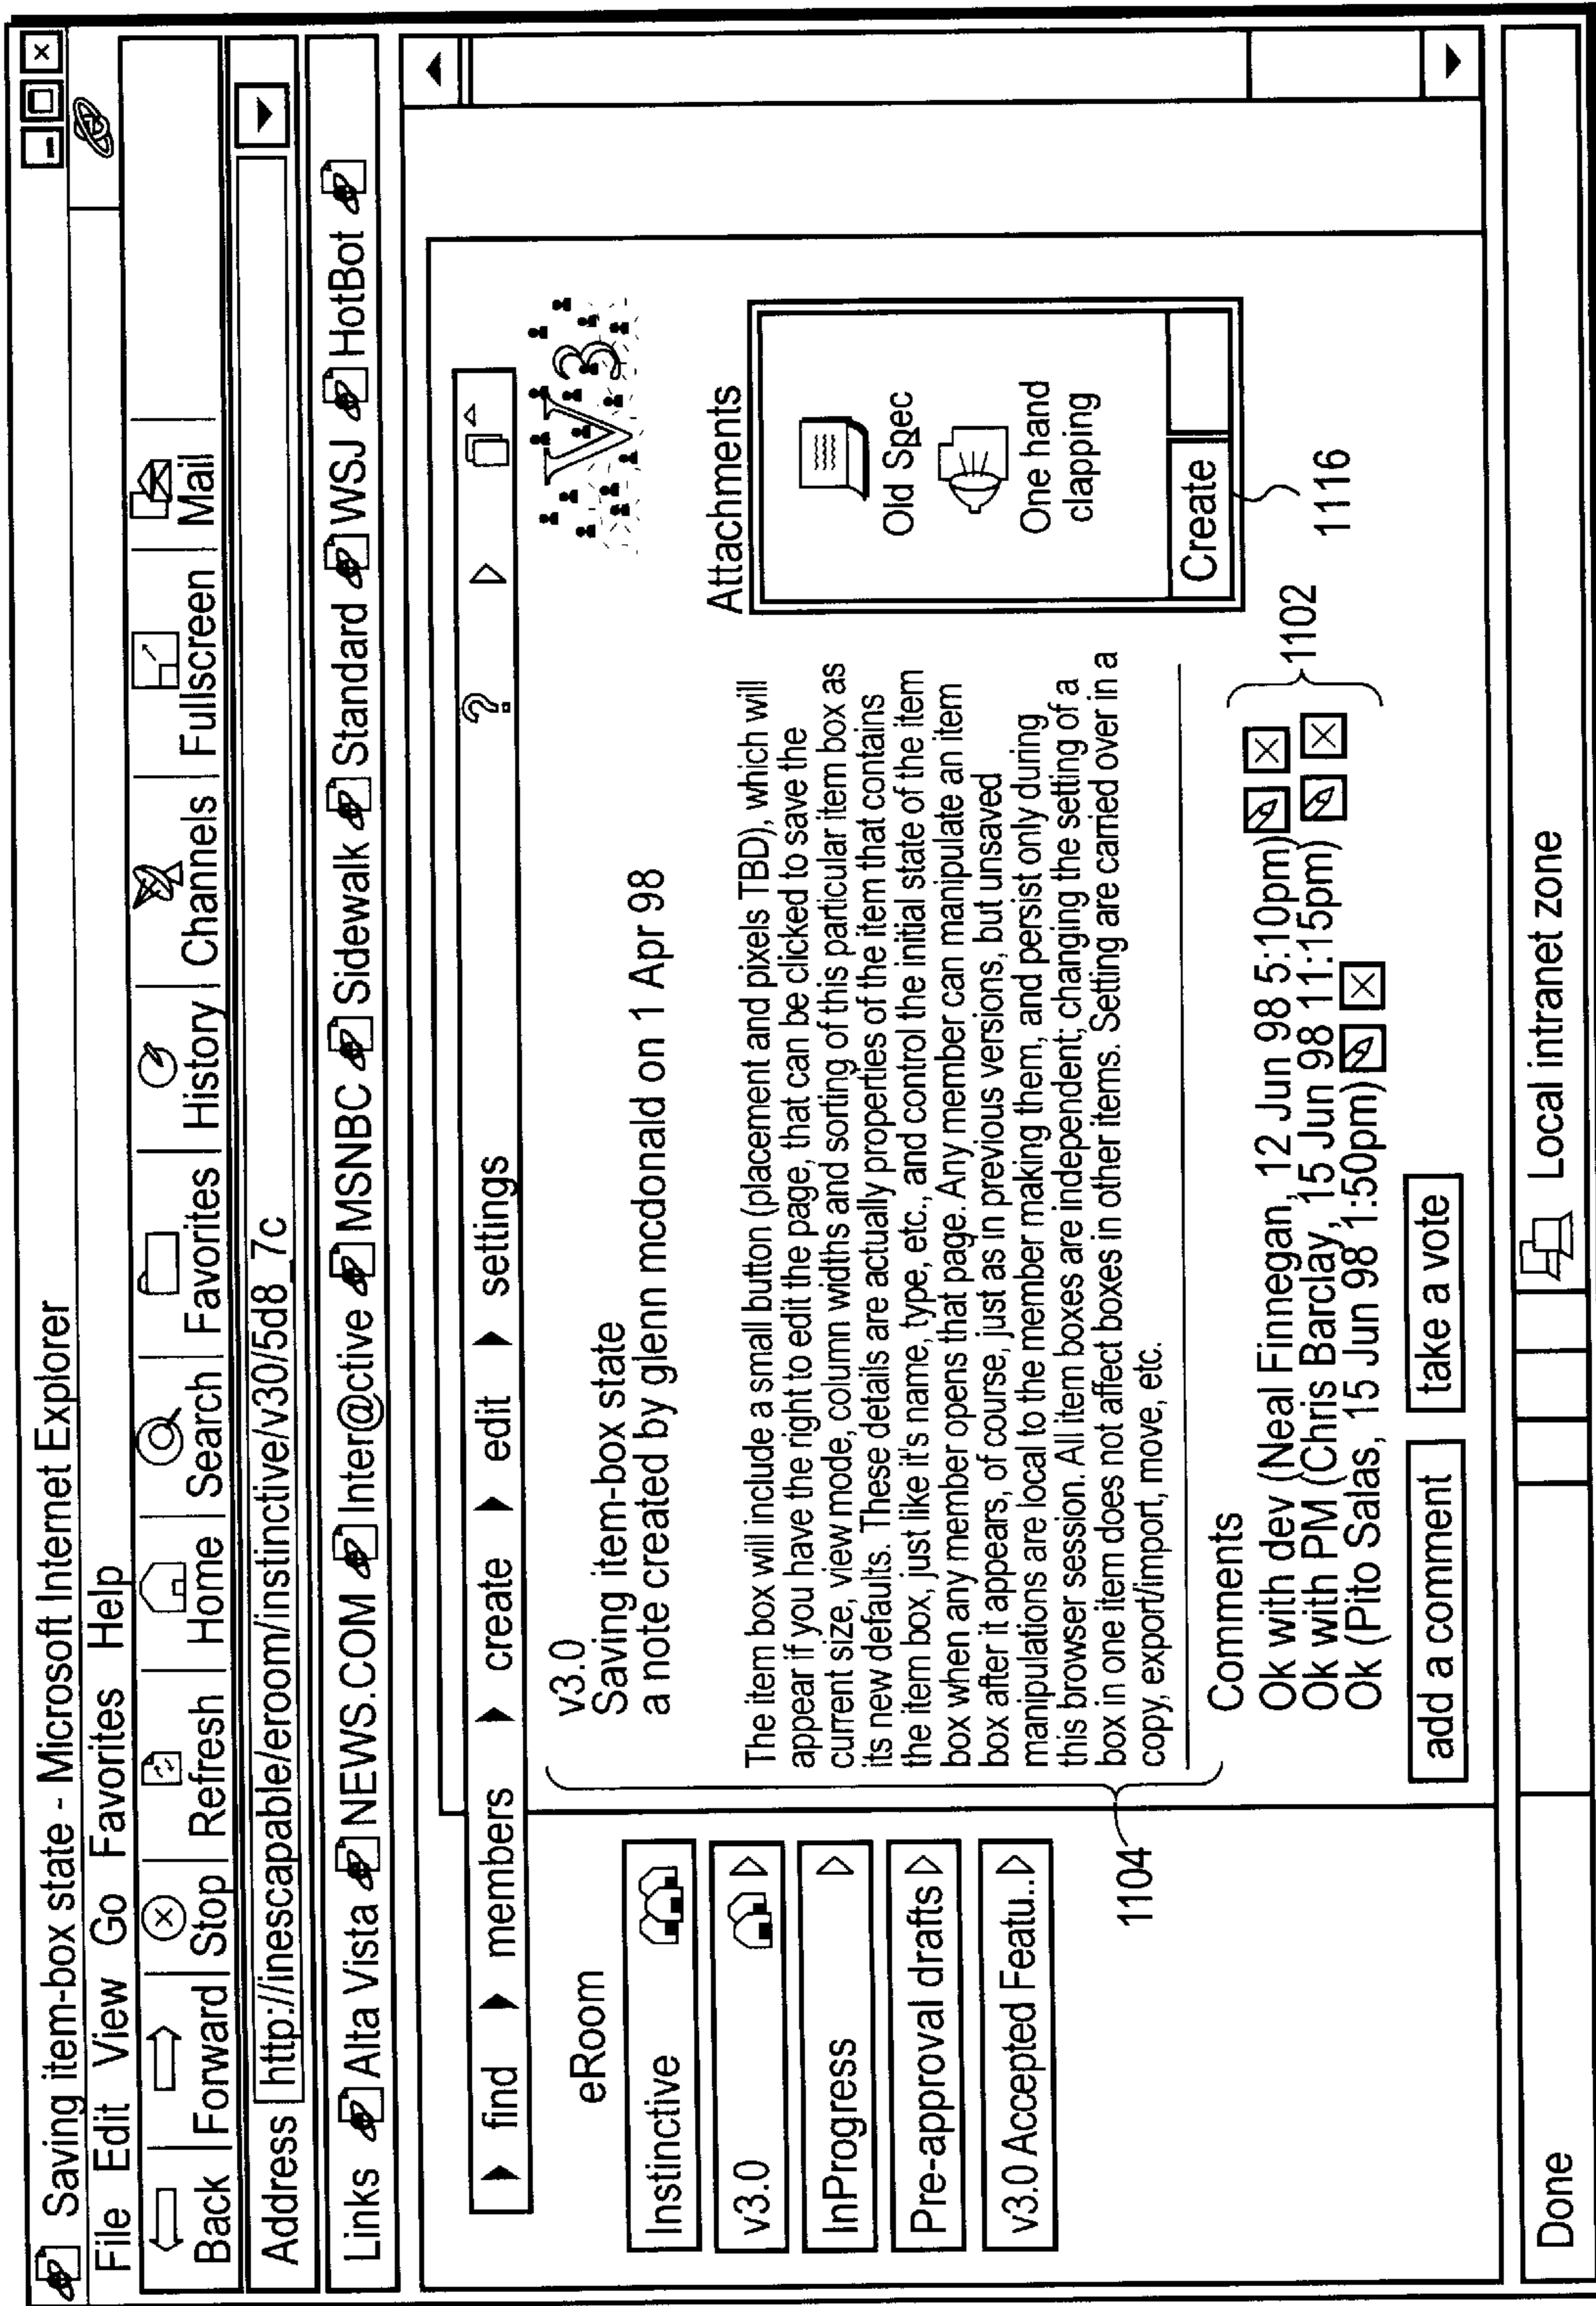 Saving item-box state - Microsoft Internet Explorer
File Edit View Go Favorites Help
Back Forward Stop Refresh Home Search Favorites History Channels Fullscreen Mail
Address http://inescapable/eroom/instinctive/v30/5d8_7c
Links Alta Vista NEWS.COM Inter@ctive MSNBC Sidewalk Standard WSJ HotBot
find members create edit settings ?
eRoom
Instinctive
v3.0
InProgress
Pre-approval drafts
v3.0 Accepted Featu..
1104
v3.0
Saving item-box state
a note created by glenn mcdonald on 1 Apr 98
V3
The item box will include a small button (placement and pixels TBD), which will
appear if you have the right to edit the page, that can be clicked to save the
current size, view mode, column widths and sorting of this particular item box as
its new defaults. These details are actually properties of the item that contains
the item box, just like it's name, type, etc., and control the initial state of the item
box when any member opens that page. Any member can manipulate an item
box after it appears, of course, just as in previous versions, but unsaved
manipulations are local to the member making them, and persist only during
this browser session. All item boxes are independent; changing the setting of a
box in one item does not affect boxes in other items. Setting are carried over in a
copy, export/import, move, etc.
Attachments
Old Spec
One hand
clapping
Create
1116
Comments
Ok with dev (Neal Finnegan, 12 Jun 98 5:10pm)
Ok with PM (Chris Barclay, 15 Jun 98 11:15pm)
Ok (Pito Salas, 15 Jun 98 1:50pm)
1102
add a comment take a vote
Done Local intranet zone